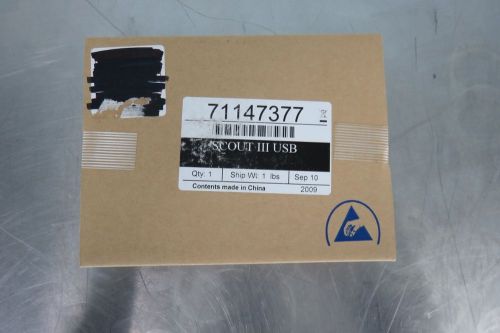 71147377
SCOUT III USB
Qty: 1 Ship Wt: 1 lbs Sep 10
Contents made in China 2009